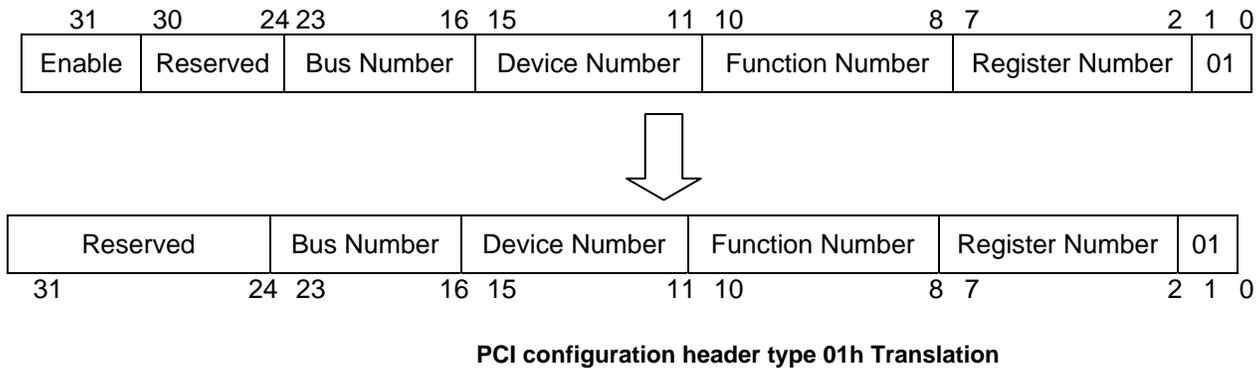 31 30 24 23 16 15 11 10 8 7 2 1 0
Enable Reserved Bus Number Device Number Function Number Register Number 01
Reserved Bus Number Device Number Function Number Register Number 01
31 24 23 16 15 11 10 8 7 2 1 0
PCI configuration header type 01h Translation